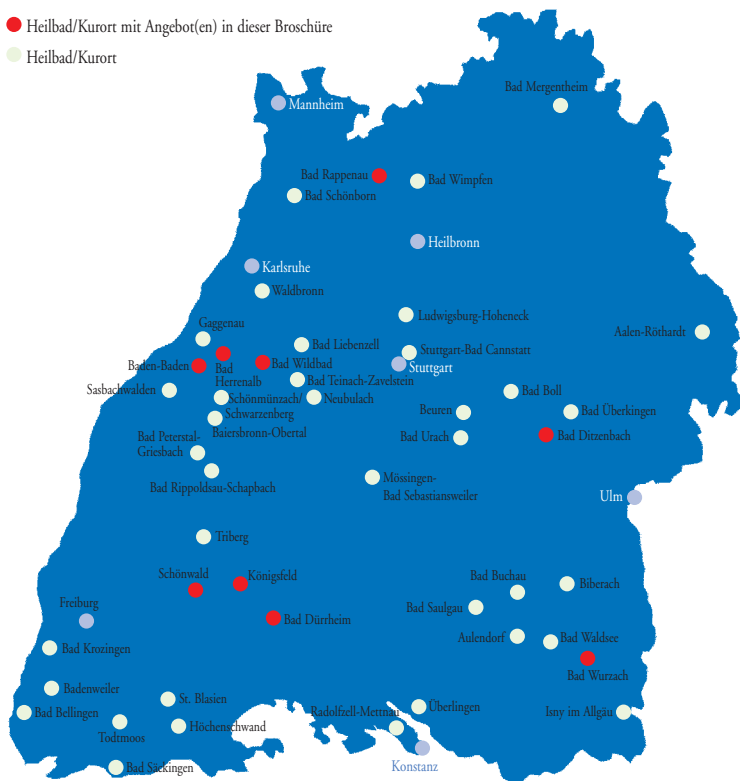 Heilbad/Kurort mit Angebot(en) in dieser Broschüre
Heilbad/Kurort
Bad Mergentheim
Mannheim
Bad Rappenau
Bad Wimpfen
Bad Schönborn
Heilbronn
Karlsruhe
Waldbronn
Ludwigsburg-Hoheneck
Gaggenau
Aalen-Röthardt
Bad Liebenzell
Stuttgart-Bad Cannstatt
Baden-Baden
Bad
Herrenalb
Bad Wildbad
Stuttgart
Bad Teinach-Zavelstein
Sasbachwalden
Schönmünzach/
Schwarzenberg
Neubulach
Bad Boll
Beuren
Bad Überkingen
Baiersbronn-Obertal
Bad Peterstal-
Griesbach
Bad Urach
Bad Ditzenbach
Bad Rippoldsau-Schapbach
Mössingen-
Bad Sebastiansweiler
Ulm
Triberg
Schönwald
Königsfeld
Bad Buchau
Biberach
Freiburg
Bad Dürrheim
Bad Saulgau
Aulendorf
Bad Waldsee
Bad Krozingen
Bad Wurzach
Badenweiler
St. Blasien
Überlingen
Bad Bellingen
Radolfzell-Mettnau
Isny im Allgäu
Todtmoos
Höchenschwand
Konstanz
Bad Säckingen